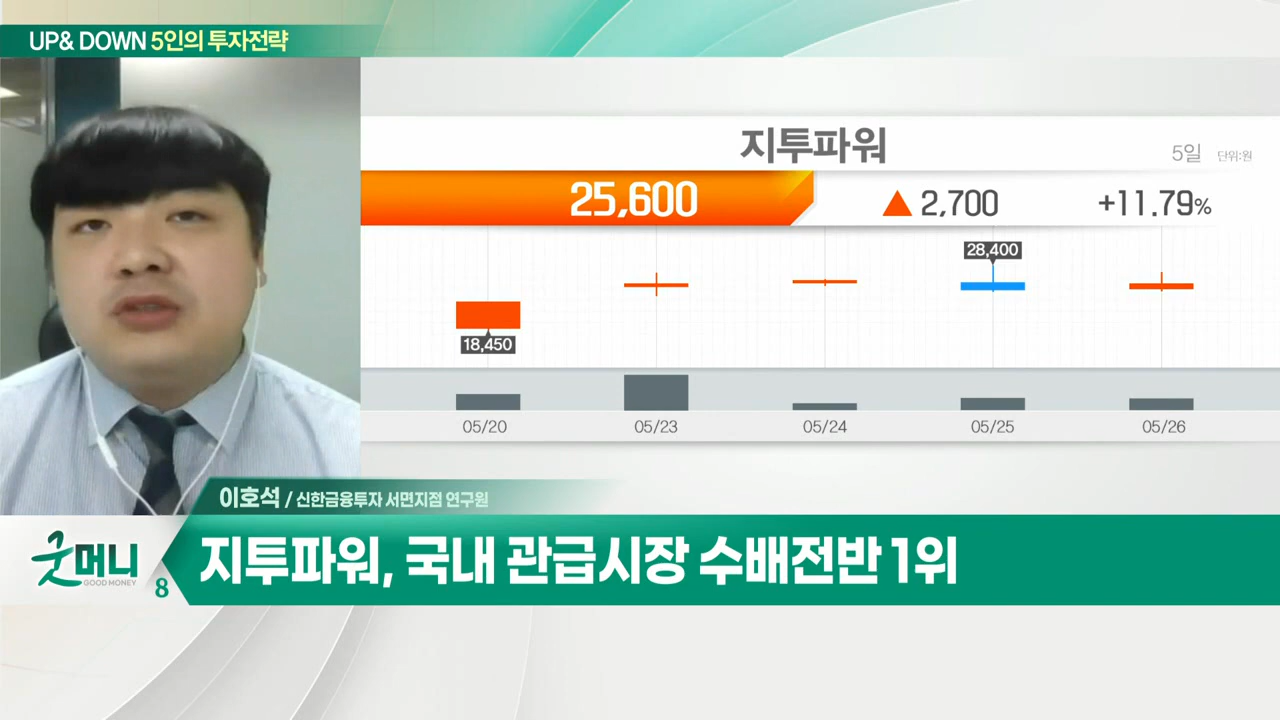 UP& DOWN 5인의 투자전략
지투파워
5일 단위:원
25,600 ▲ 2,700 +11.79%
28,400
18,450
05/20 05/23 05/24 05/25 05/26
이호석 / 신한금융투자 서면지점 연구원
굿머니
GOOD MONEY
8
지투파워, 국내 관급시장 수배전반 1위